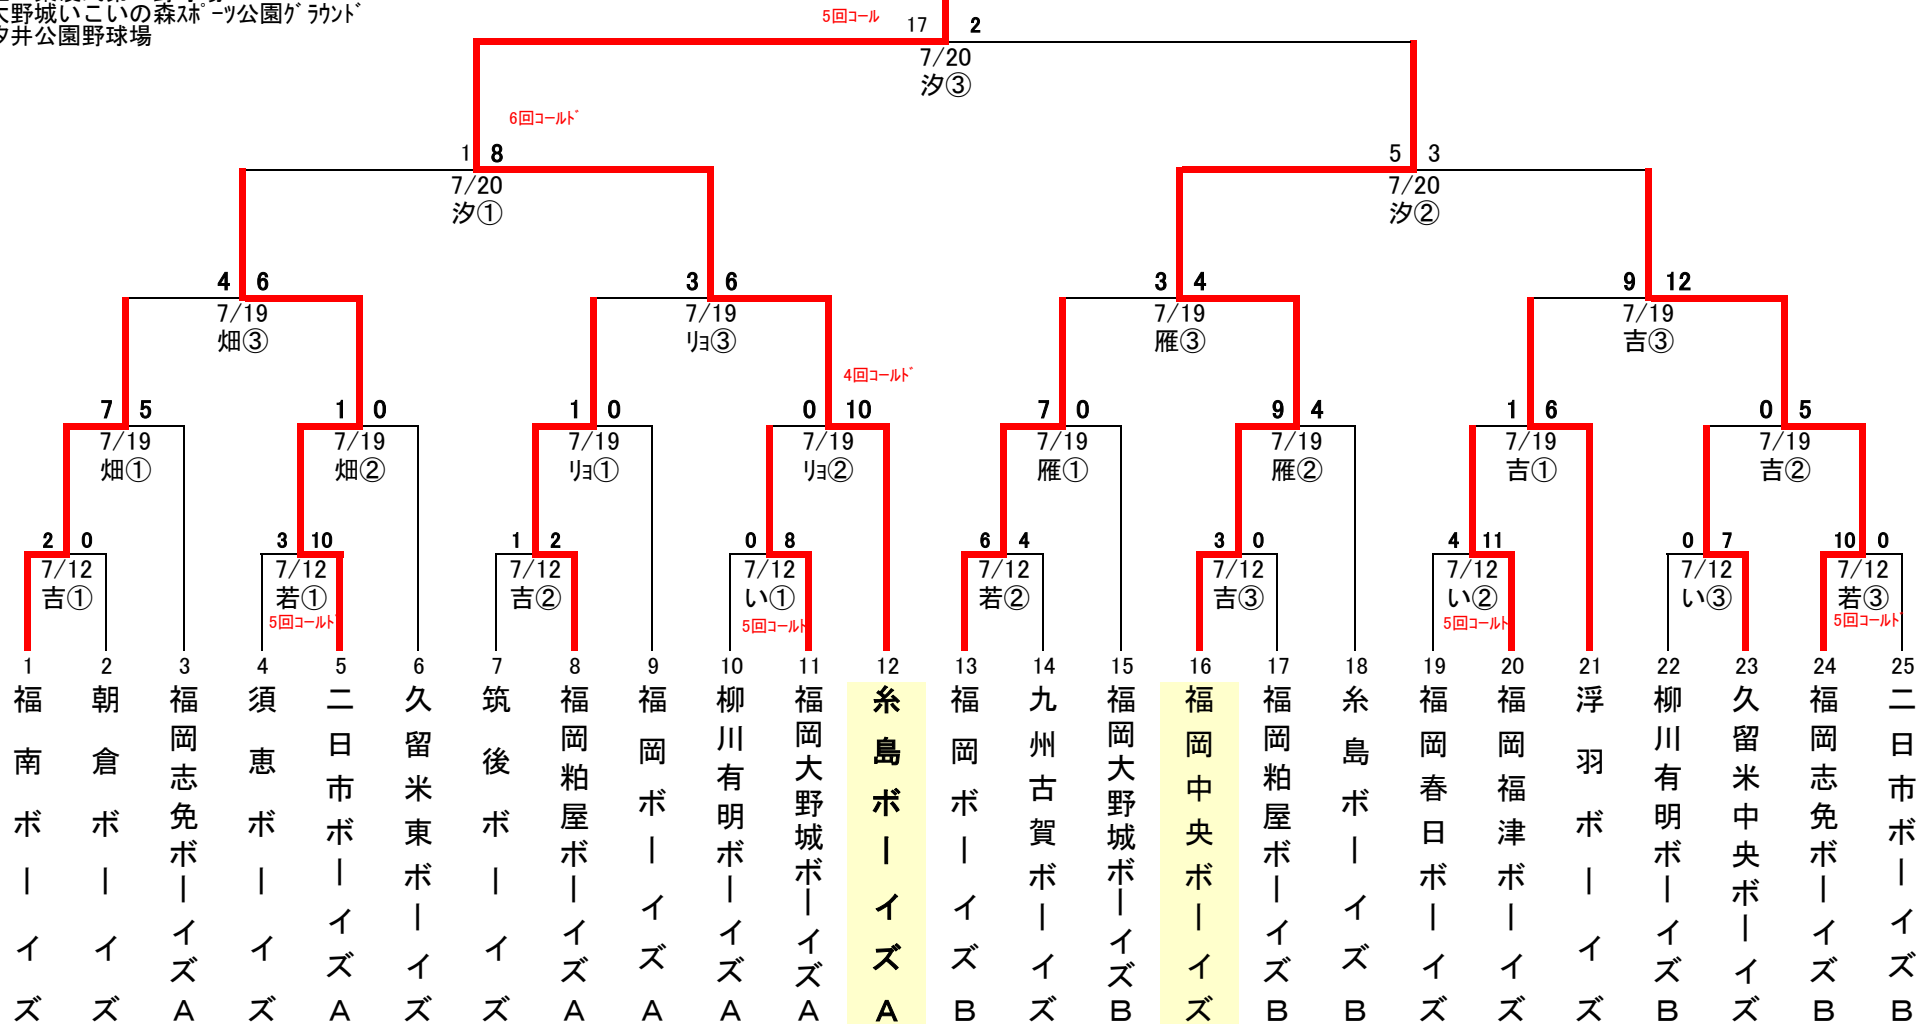 大野城いこいの森ｽﾎﾟｰﾂ公園ｸﾞﾗｳﾝﾄﾞ
汐井公園野球場
5回ｺｰﾙ
17 2
7/20
汐③
6回ｺｰﾙﾄﾞ
1 8
7/20
汐①
5 3
7/20
汐②
4 6
7/19
畑③
3 6
7/19
ﾘｮ③
3 4
7/19
雁③
9 12
7/19
吉③
4回ｺｰﾙﾄﾞ
7 5
7/19
畑①
1 0
7/19
畑②
1 0
7/19
ﾘｮ①
0 10
7/19
ﾘｮ②
7 0
7/19
雁①
9 4
7/19
雁②
1 6
7/19
吉①
0 5
7/19
吉②
2 0
7/12
吉①
3 10
7/12
若①
5回ｺｰﾙﾄﾞ
1 2
7/12
吉②
0 8
7/12
い①
5回ｺｰﾙﾄ
6 4
7/12
若②
3 0
7/12
吉③
4 11
7/12
い②
5回ｺｰﾙﾄ
0 7
7/12
い③
10 0
7/12
若③
5回ｺｰﾙﾄﾞ
1 2 3 4 5 6 7 8 9 10 11 12 13 14 15 16 17 18 19 20 21 22 23 24 25
福南ボーイズ
朝倉ボーイズ
福岡志免ボーイズA
須恵ボーイズ
二日市ボーイズA
久留米東ボーイズ
筑後ボーイズ
福岡粕屋ボーイズA
福岡ボーイズA
柳川有明ボーイズA
福岡大野城ボーイズA
糸島ボーイズA
福岡ボーイズB
九州古賀ボーイズ
福岡大野城ボーイズB
福岡中央ボーイズ
福岡粕屋ボーイズB
糸島ボーイズB
福岡春日ボーイズ
福岡福津ボーイズ
浮羽ボーイズ
柳川有明ボーイズB
久留米中央ボーイズ
福岡志免ボーイズB
二日市ボーイズB